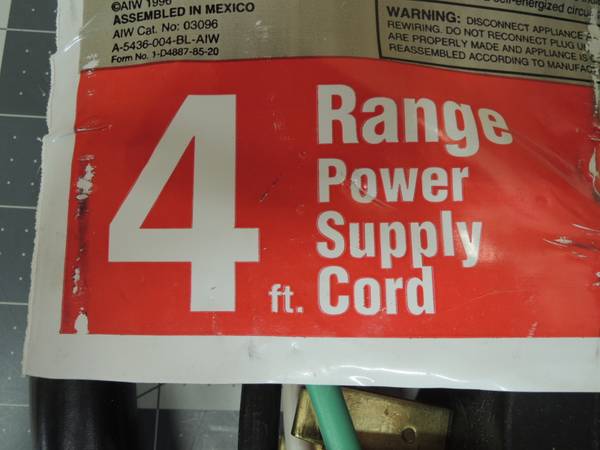 ©AIW 1996
ASSEMBLED IN MEXICO
AIW Cat. No: 03096
A-5436-004-BL-AIW
Form No. 1-D4887-85-20
self-energized
WARNING: DISCONNECT APPLIANCE
REWIRING. DO NOT RECONNECT PLUG
ARE PROPERLY MADE AND APPLIANCE IS
REASSEMBLED ACCORDING TO
4 ft.
Range
Power
Supply
Cord